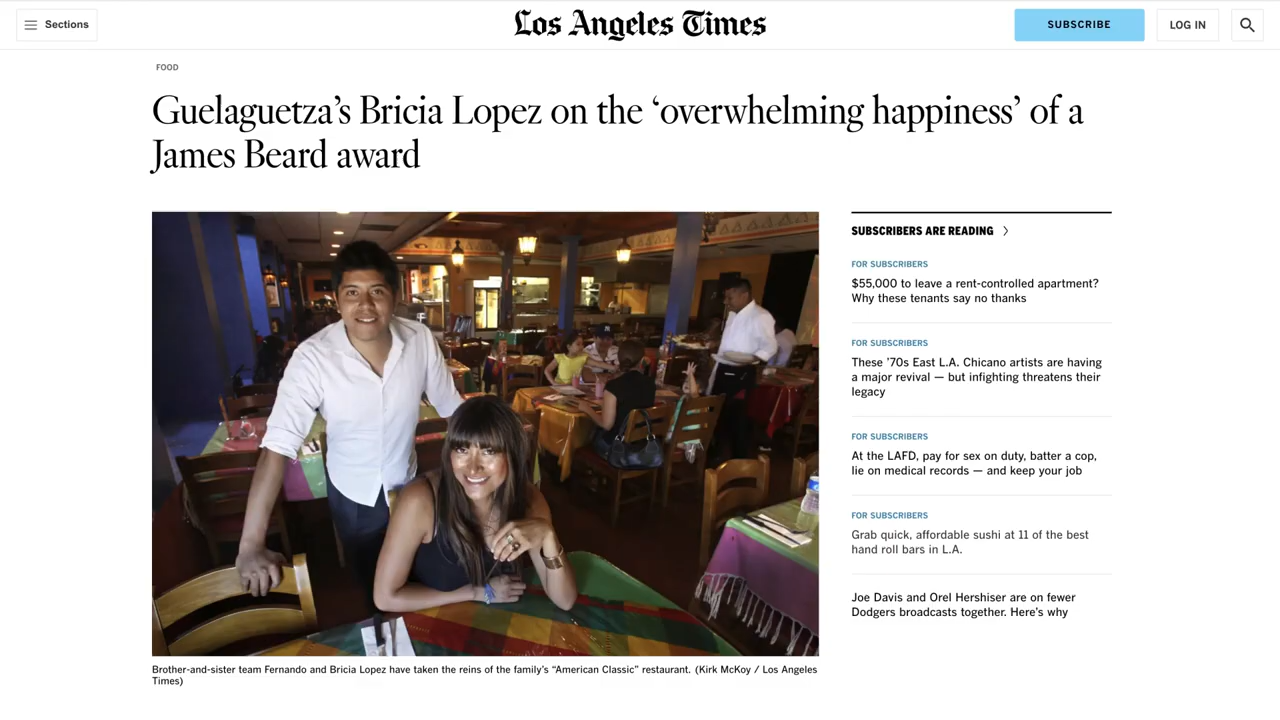 Sections
Los Angeles Times
SUBSCRIBE
LOG IN
FOOD
Guelaguetza’s Bricia Lopez on the ‘overwhelming happiness’ of a
James Beard award
SUBSCRIBERS ARE READING
FOR SUBSCRIBERS
$55,000 to leave a rent-controlled apartment?
Why these tenants say no thanks
FOR SUBSCRIBERS
These ’70s East L.A. Chicano artists are having
a major revival — but infighting threatens their
legacy
FOR SUBSCRIBERS
At the LAFD, pay for sex on duty, batter a cop,
lie on medical records — and keep your job
FOR SUBSCRIBERS
Grab quick, affordable sushi at 11 of the best
hand roll bars in L.A.
Joe Davis and Orel Hershiser are on fewer
Dodgers broadcasts together. Here’s why
Brother-and-sister team Fernando and Bricia Lopez have taken the reins of the family’s “American Classic” restaurant. (Kirk McKoy / Los Angeles
Times)